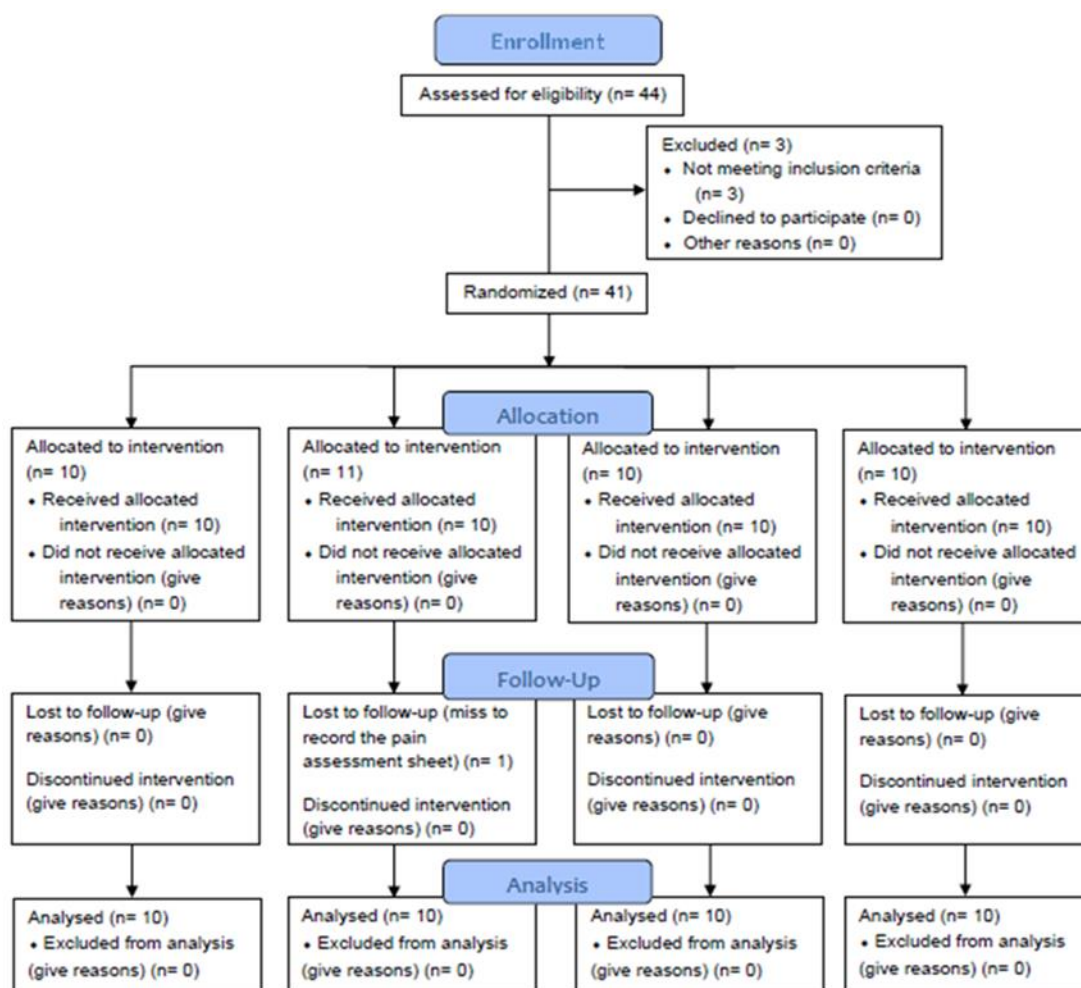 Enrollment
Assessed for eligibility (n= 44)
Excluded (n= 3)
• Not meeting inclusion criteria
(n= 3)
• Declined to participate (n= 0)
• Other reasons (n= 0)
Randomized (n= 41)
Allocation
Allocated to intervention
(n= 10)
• Received allocated
intervention (n= 10)
• Did not receive allocated
intervention (give
reasons) (n= 0)
Allocated to intervention
(n= 11)
• Received allocated
intervention (n= 10)
• Did not receive allocated
intervention (give
reasons) (n= 0)
Allocated to intervention
(n= 10)
• Received allocated
intervention (n= 10)
• Did not receive allocated
intervention (give
reasons) (n= 0)
Allocated to intervention
(n= 10)
• Received allocated
intervention (n= 10)
• Did not receive allocated
intervention (give
reasons) (n= 0)
Follow-Up
Lost to follow-up (give
reasons) (n= 0)
Discontinued intervention
(give reasons) (n= 0)
Lost to follow-up (miss to
record the pain
assessment sheet) (n= 1)
Discontinued intervention
(give reasons) (n= 0)
Lost to follow-up (give
reasons) (n= 0)
Discontinued intervention
(give reasons) (n= 0)
Lost to follow-up (give
reasons) (n= 0)
Discontinued intervention
(give reasons) (n= 0)
Analysis
Analysed (n= 10)
• Excluded from analysis
(give reasons) (n= 0)
Analysed (n= 10)
• Excluded from analysis
(give reasons) (n= 0)
Analysed (n= 10)
• Excluded from analysis
(give reasons) (n= 0)
Analysed (n= 10)
• Excluded from analysis
(give reasons) (n= 0)